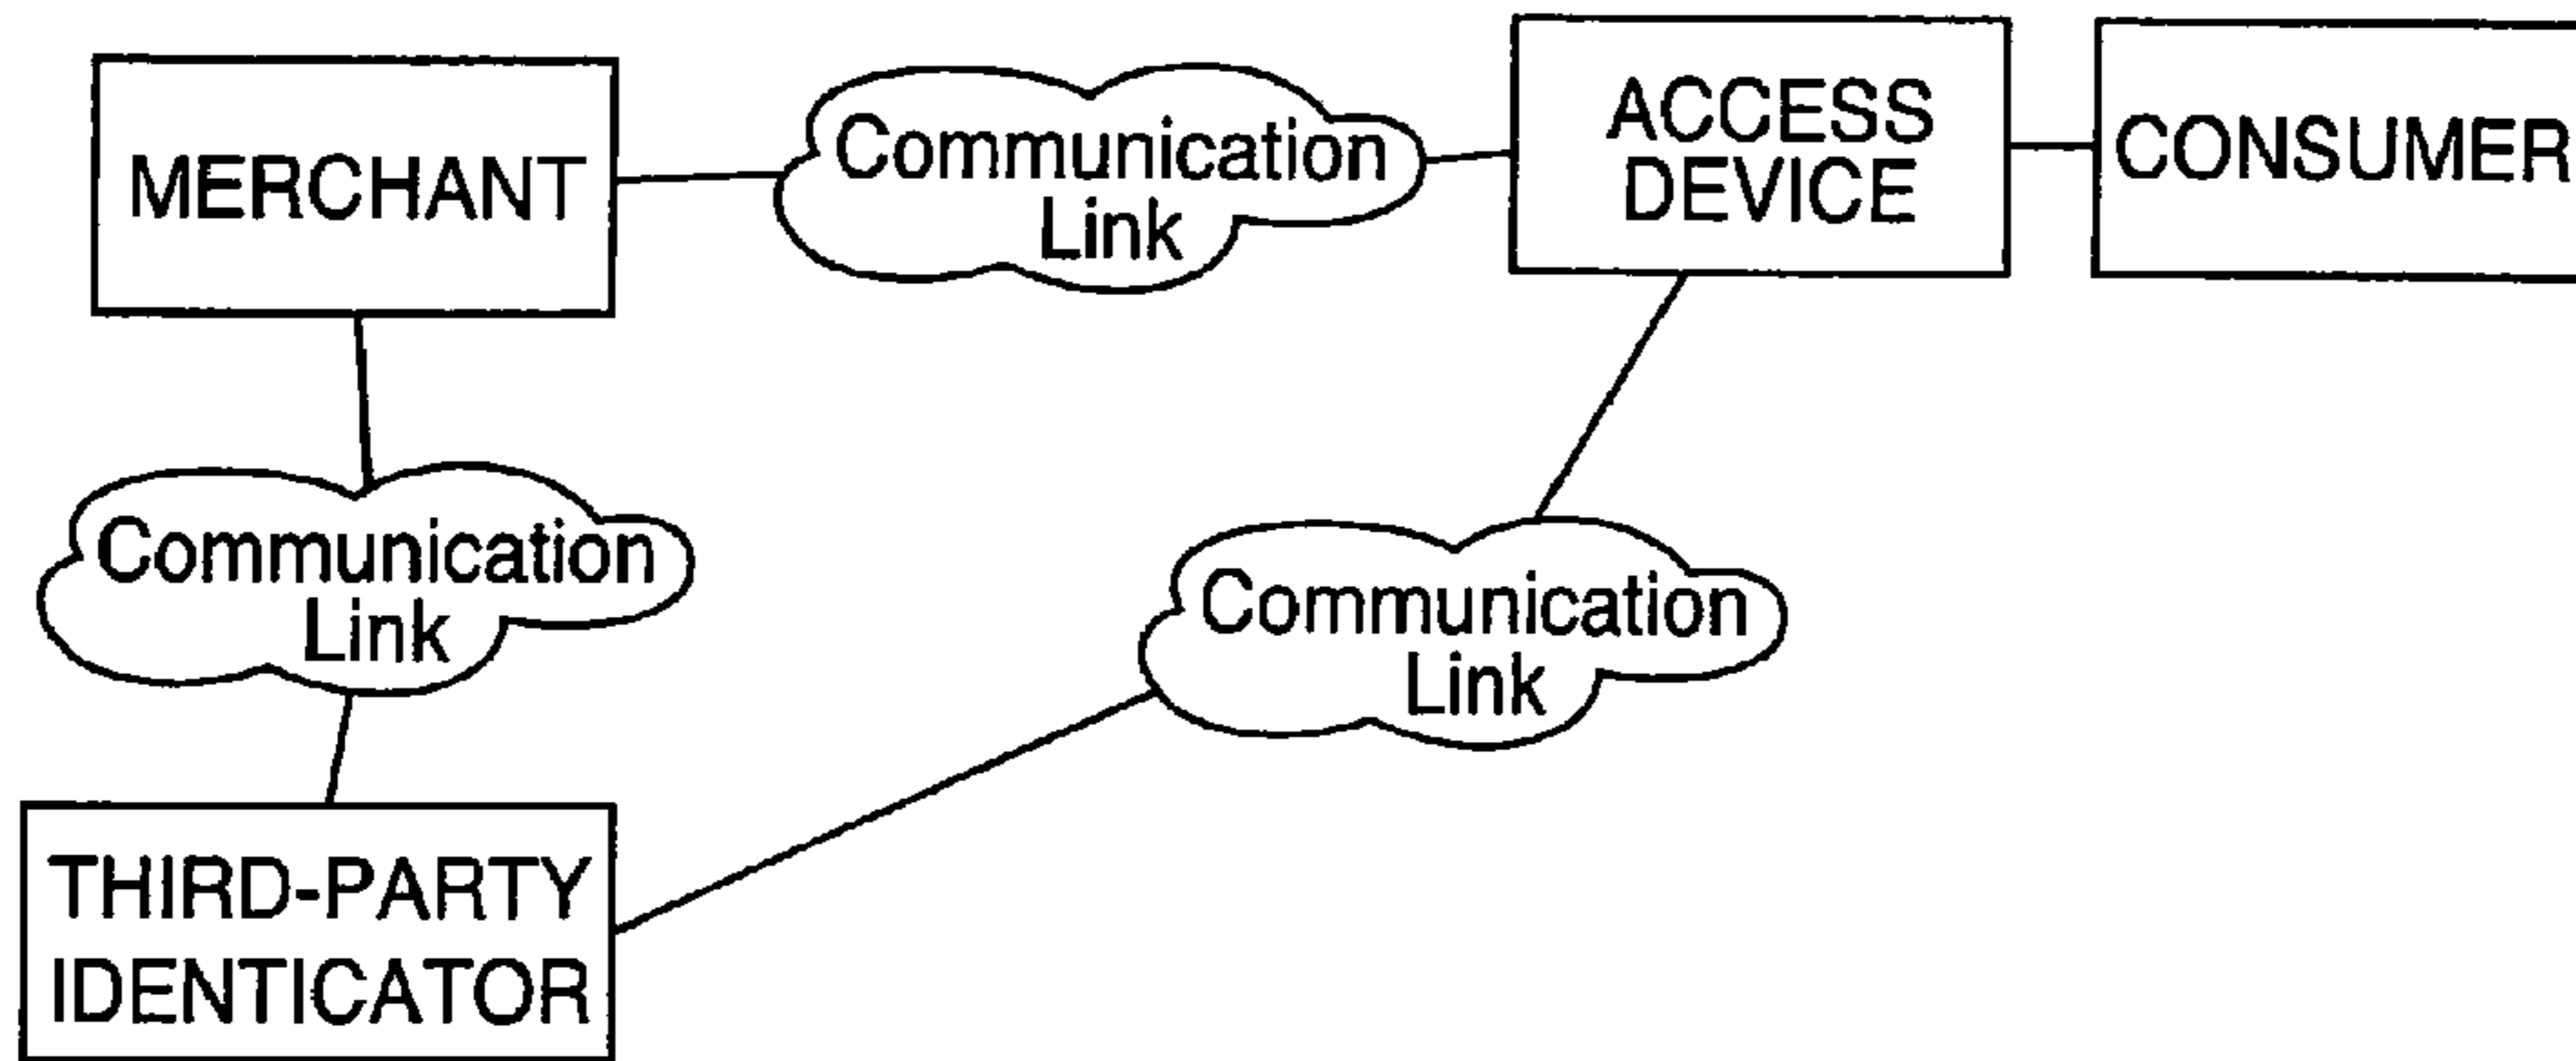 MERCHANT
Communication
Link
ACCESS
DEVICE
CONSUMER
Communication
Link
Communication
Link
THIRD-PARTY
IDENTICATOR